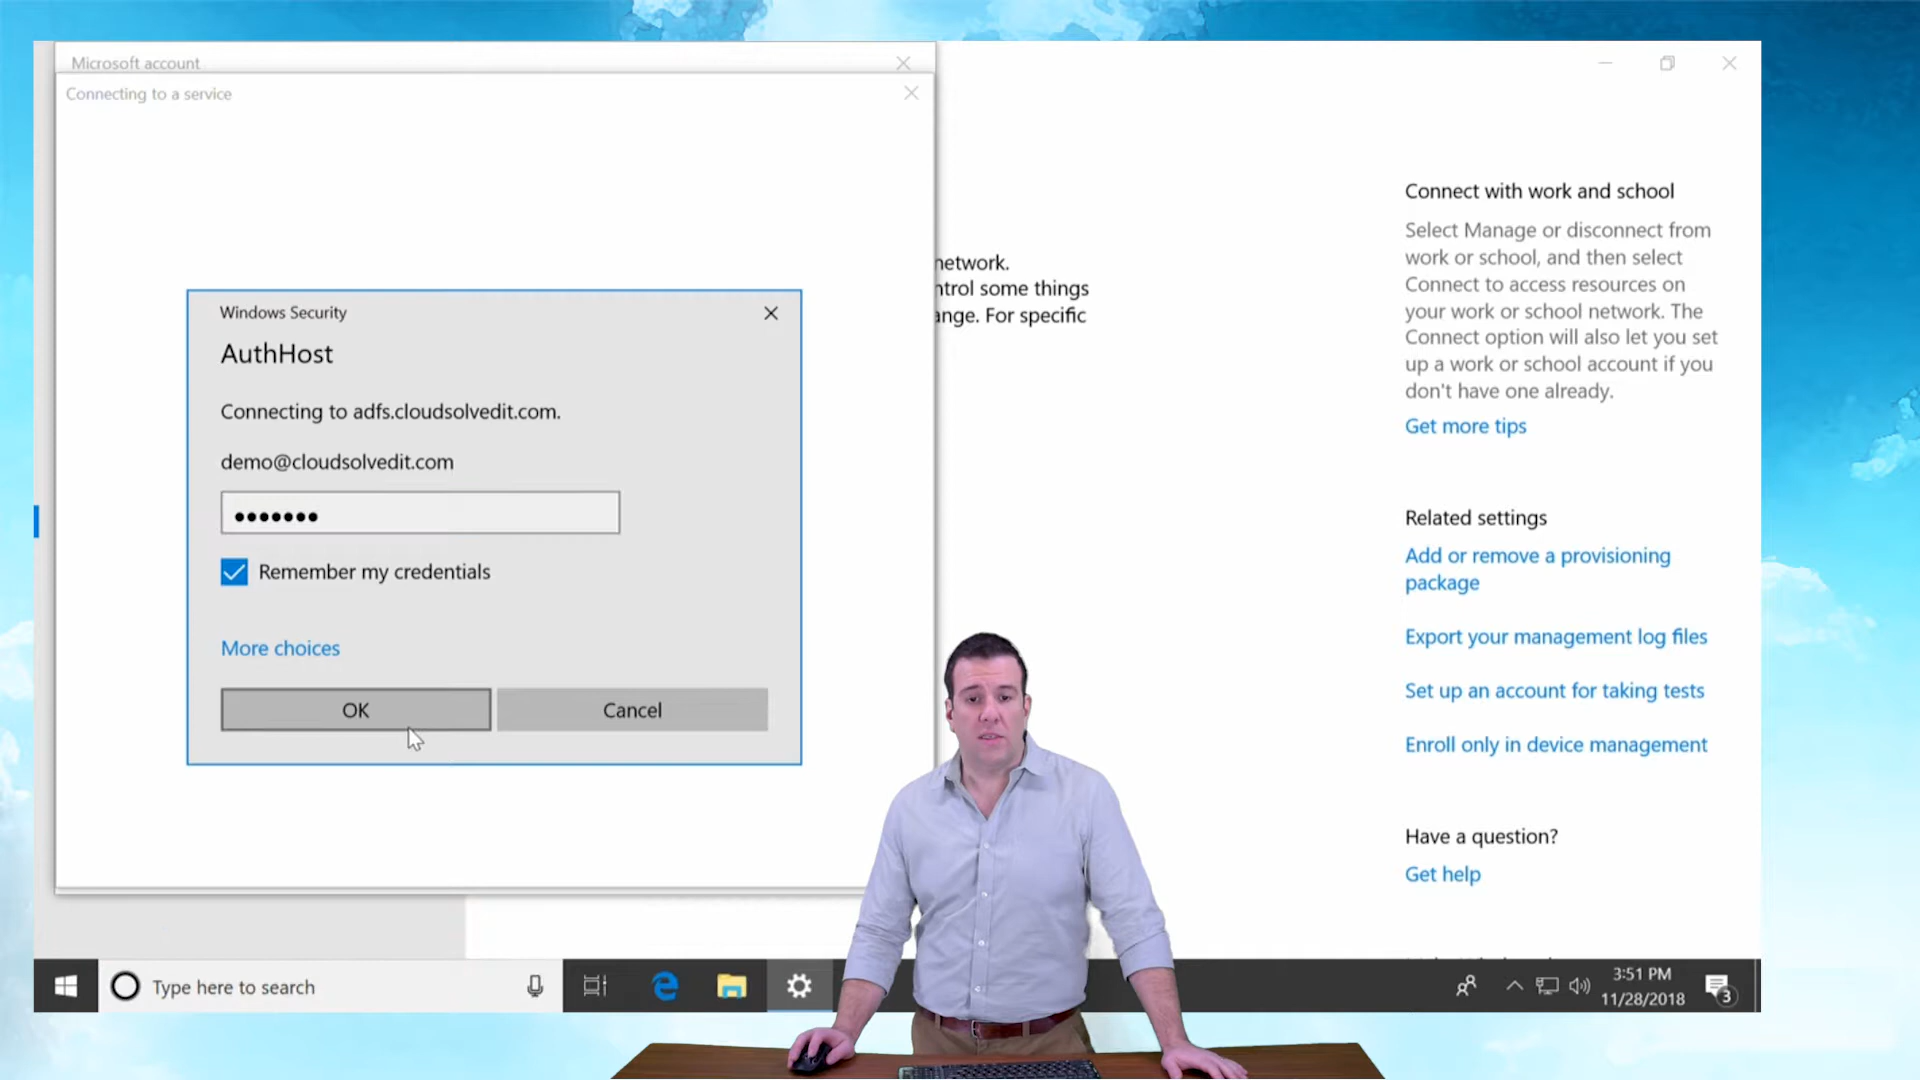 Microsoft account
Connecting to a service
Windows Security
AuthHost
Connecting to adfs.cloudsolvedit.com.
demo@cloudsolvedit.com
Remember my credentials
More choices
OK
Cancel
network.
ntrol some things
ange. For specific
Connect with work and school
Select Manage or disconnect from
work or school, and then select
Connect to access resources on
your work or school network. The
Connect option will also let you set
up a work or school account if you
don't have one already.
Get more tips
Related settings
Add or remove a provisioning
package
Export your management log files
Set up an account for taking tests
Enroll only in device management
Have a question?
Get help
Type here to search
3:51 PM
11/28/2018
3